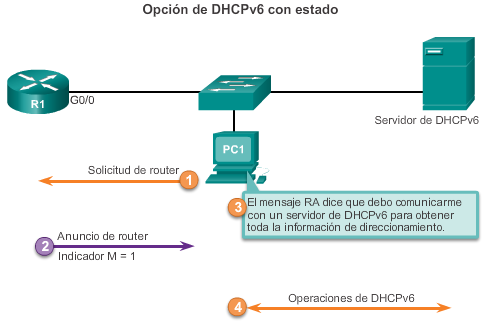 Opción de DHCPv6 con estado
R1
G0/0
Servidor de DHCPv6
PC1
Solicitud de router
1
3
El mensaje RA dice que debo comunicarme
con un servidor de DHCPv6 para obtener
toda la información de direccionamiento.
2
Anuncio de router
Indicador M = 1
4
Operaciones de DHCPv6